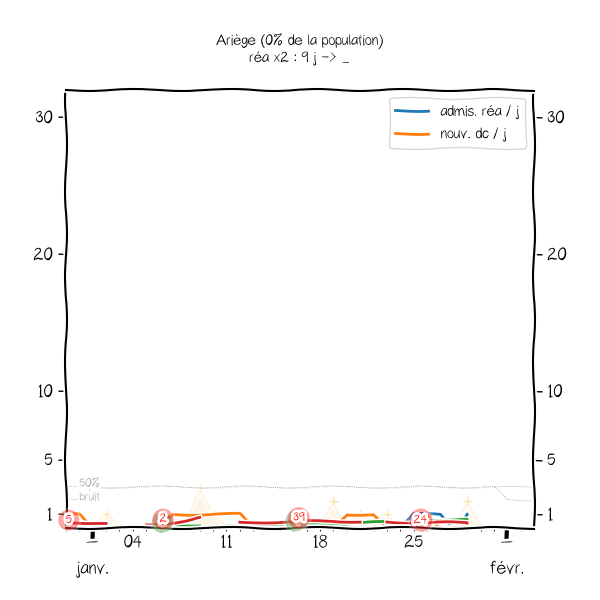 Ariège (0% de la population)
réa x2 : 9 j -> _
admis. réa / j
nouv. dc / j
30
30
20
20
10
10
5
5
50%
bruit
1
1
5
2
39
24
04
11
18
25
janv.
févr.